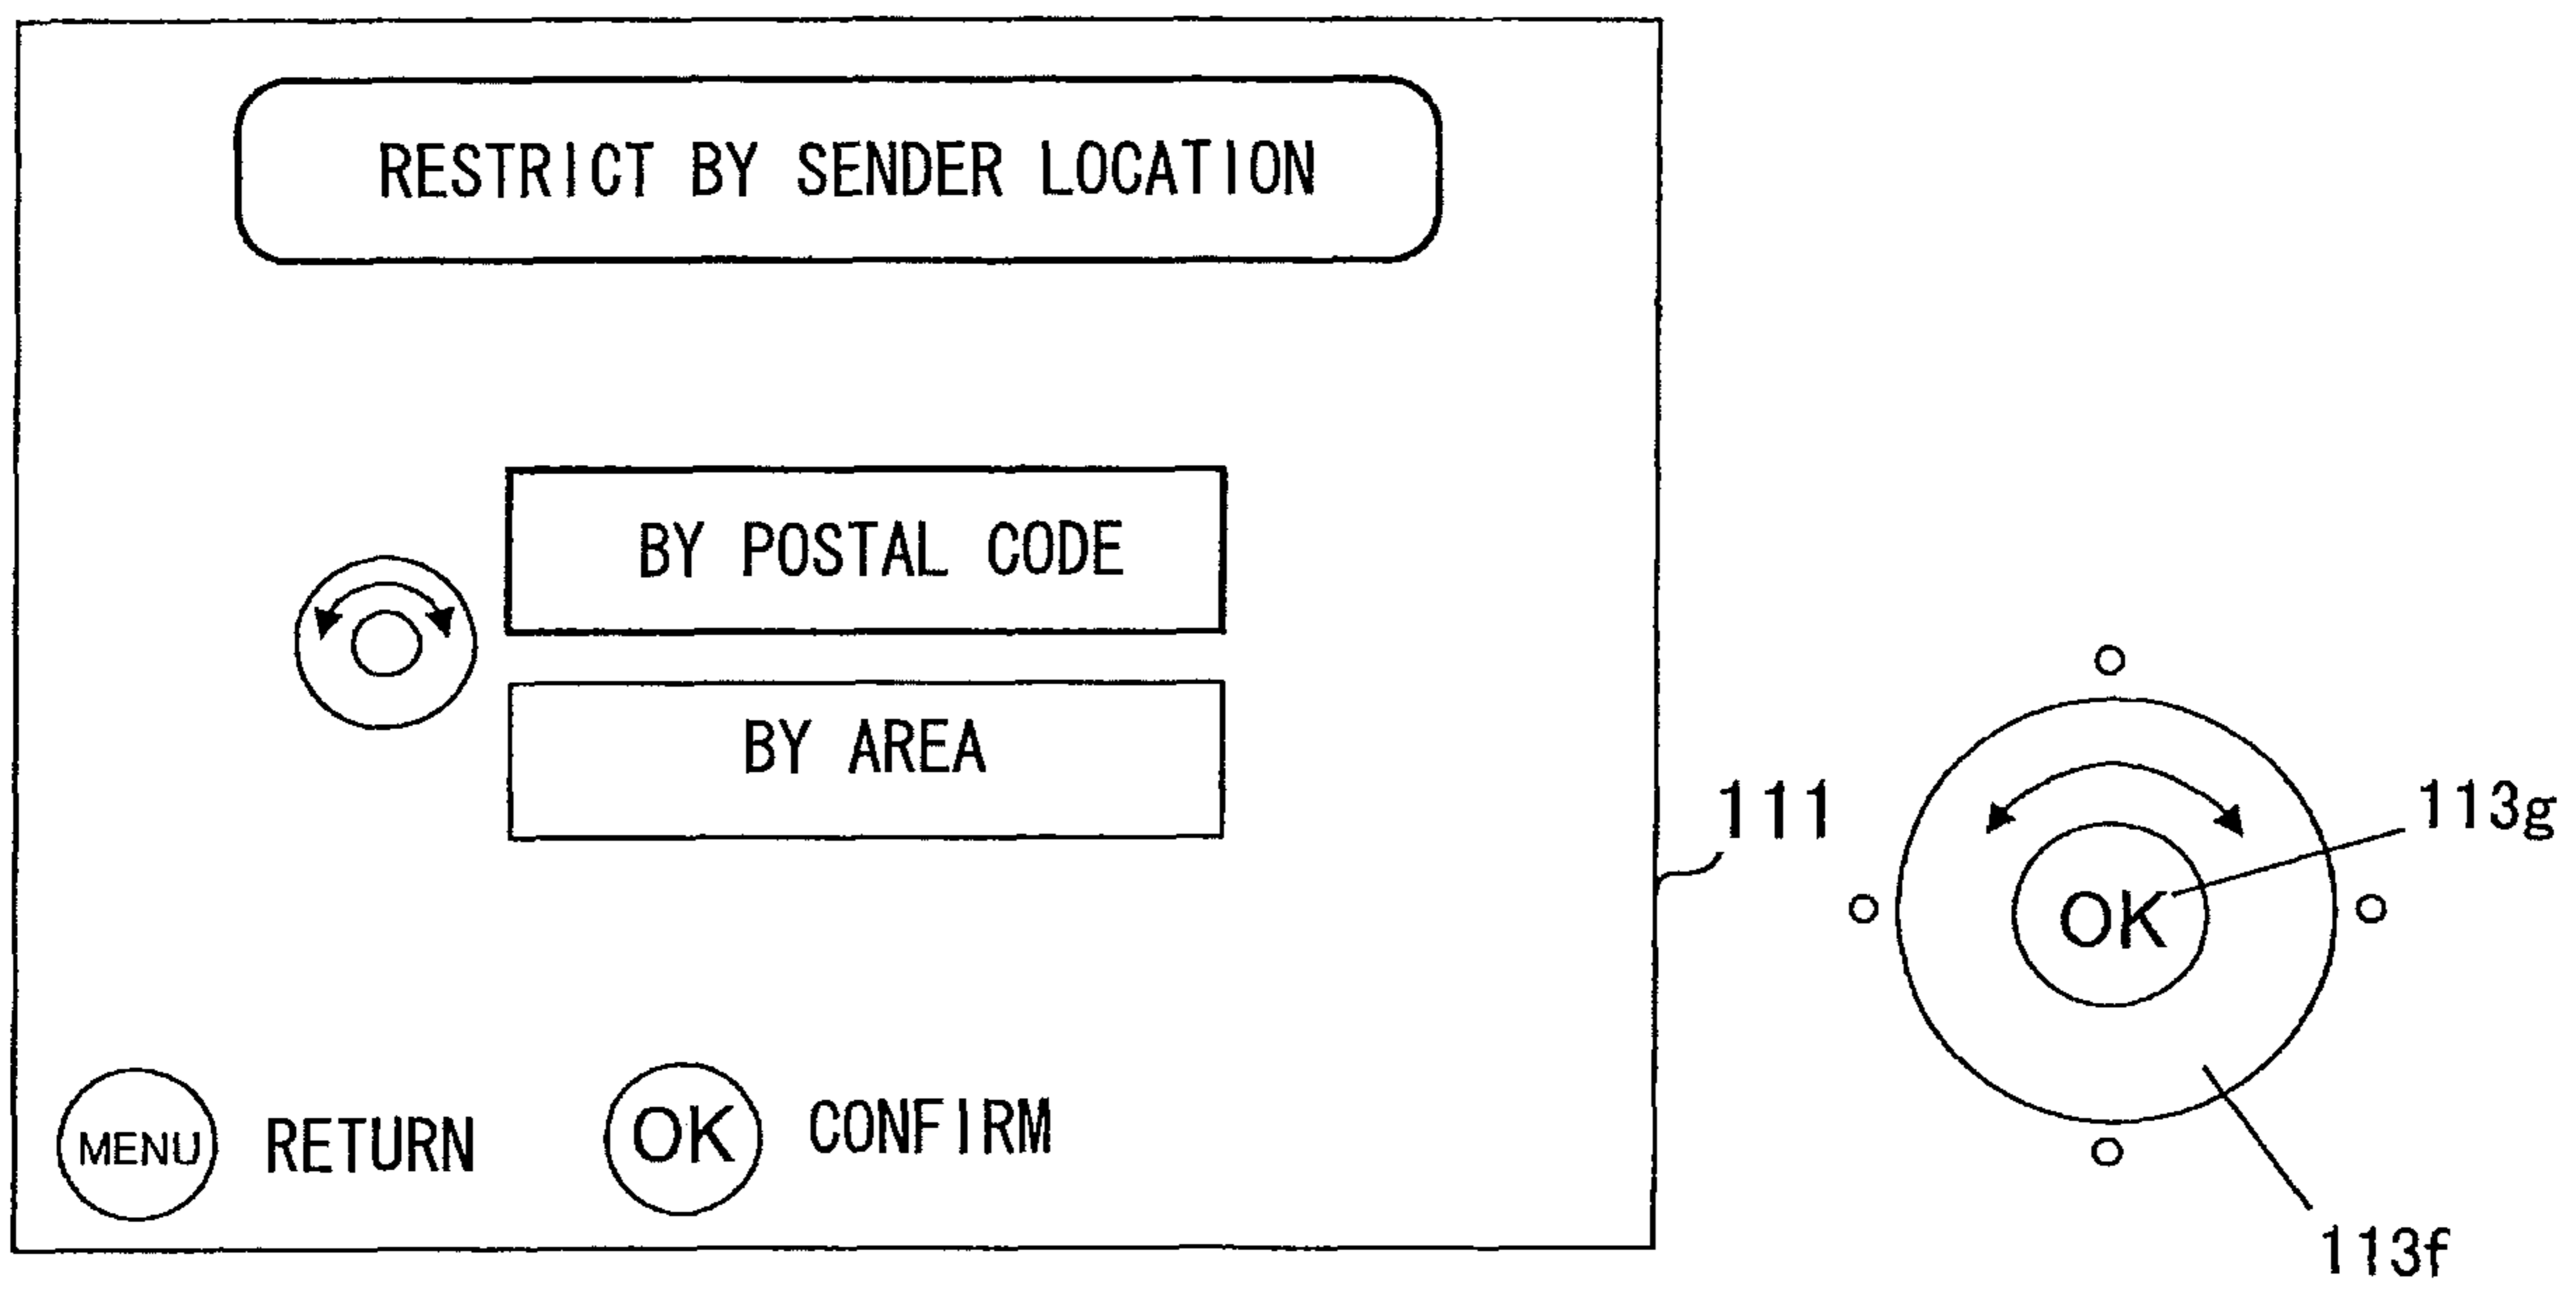 RESTRICT BY SENDER LOCATION
BY POSTAL CODE
BY AREA
MENU RETURN OK CONFIRM
111
OK
113g
113f